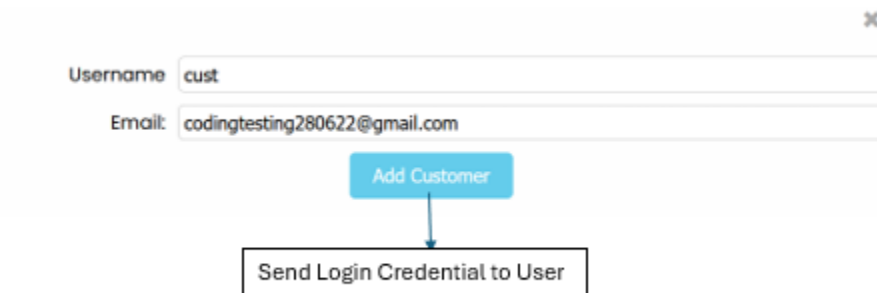 Username cust
Email: codingtesting280622@gmail.com
Add Customer
Send Login Credential to User